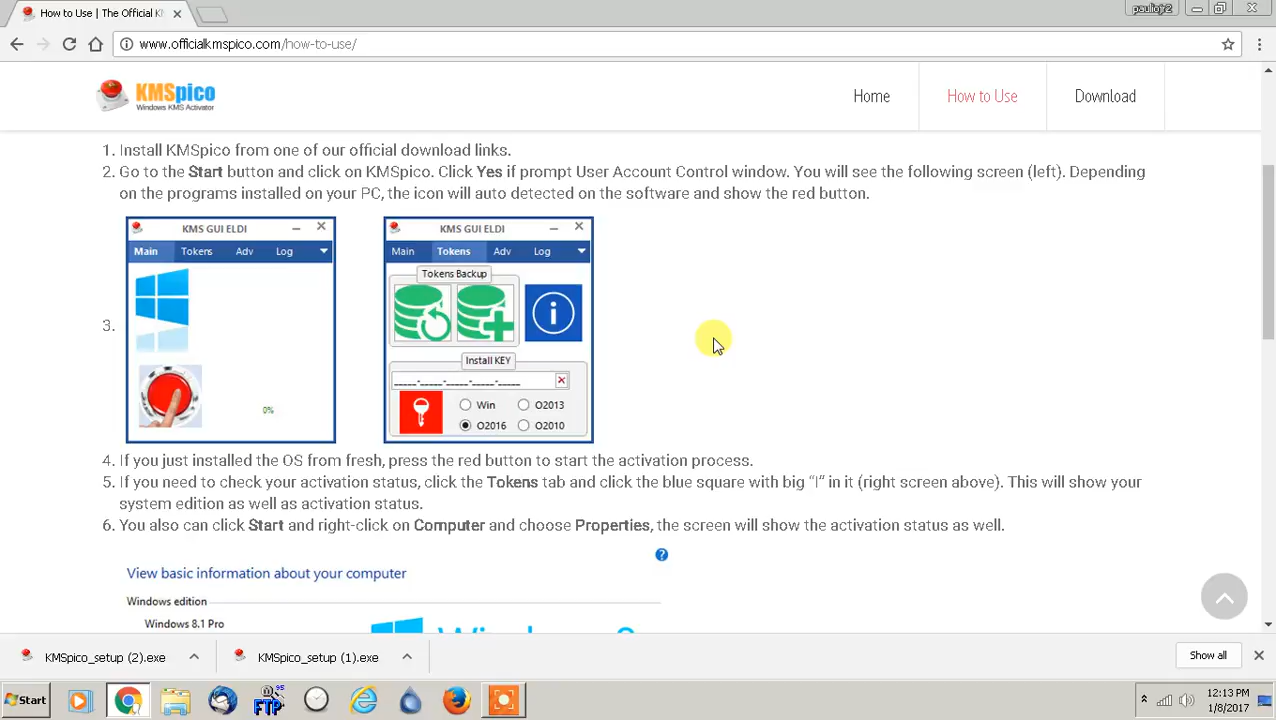 How to Use | The Official KM
paulloji2
www.officialkmspico.com/how-to-use/
KMSpico
Windows KMS Activator
Home
How to Use
Download
1. Install KMSpico from one of our official download links.
2. Go to the Start button and click on KMSpico. Click Yes if prompt User Account Control window. You will see the following screen (left). Depending
on the programs installed on your PC, the icon will auto detected on the software and show the red button.
3.
KMS GUI ELDI
Main Tokens Adv Log
0%
KMS GUI ELDI
Main Tokens Adv Log
Tokens Backup
Install KEY
_____-_____-_____-_____-_____
Win O2013
O2016 O2010
4. If you just installed the OS from fresh, press the red button to start the activation process.
5. If you need to check your activation status, click the Tokens tab and click the blue square with big “I” in it (right screen above). This will show your
system edition as well as activation status.
6. You also can click Start and right-click on Computer and choose Properties, the screen will show the activation status as well.
View basic information about your computer
Windows edition
Windows 8.1 Pro
KMSpico_setup (2).exe
KMSpico_setup (1).exe
Show all
Start
FTP
12:13 PM
1/8/2017